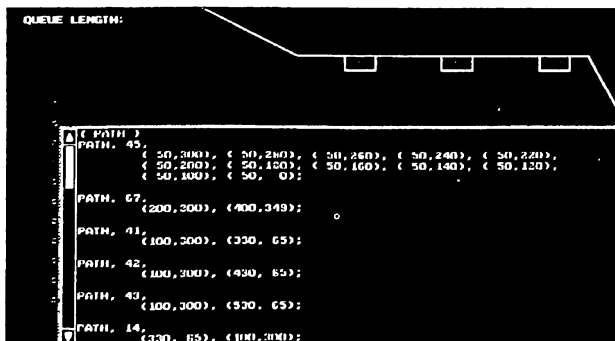 QUEUE LENGTH:
( PATH )
PATH, 45,
( 50,300), ( 50,280), ( 50,260), ( 50,240), ( 50,220),
( 50,200), ( 50,180), ( 50,160), ( 50,140), ( 50,120),
( 50,100), ( 50, 0);
PATH, 67,
(200,300), (400,349);
PATH, 41,
(100,300), (330, 65);
PATH, 42,
(100,300), (430, 65);
PATH, 43,
(100,300), (530, 65);
PATH, 14,
(330, 65), (100,300);